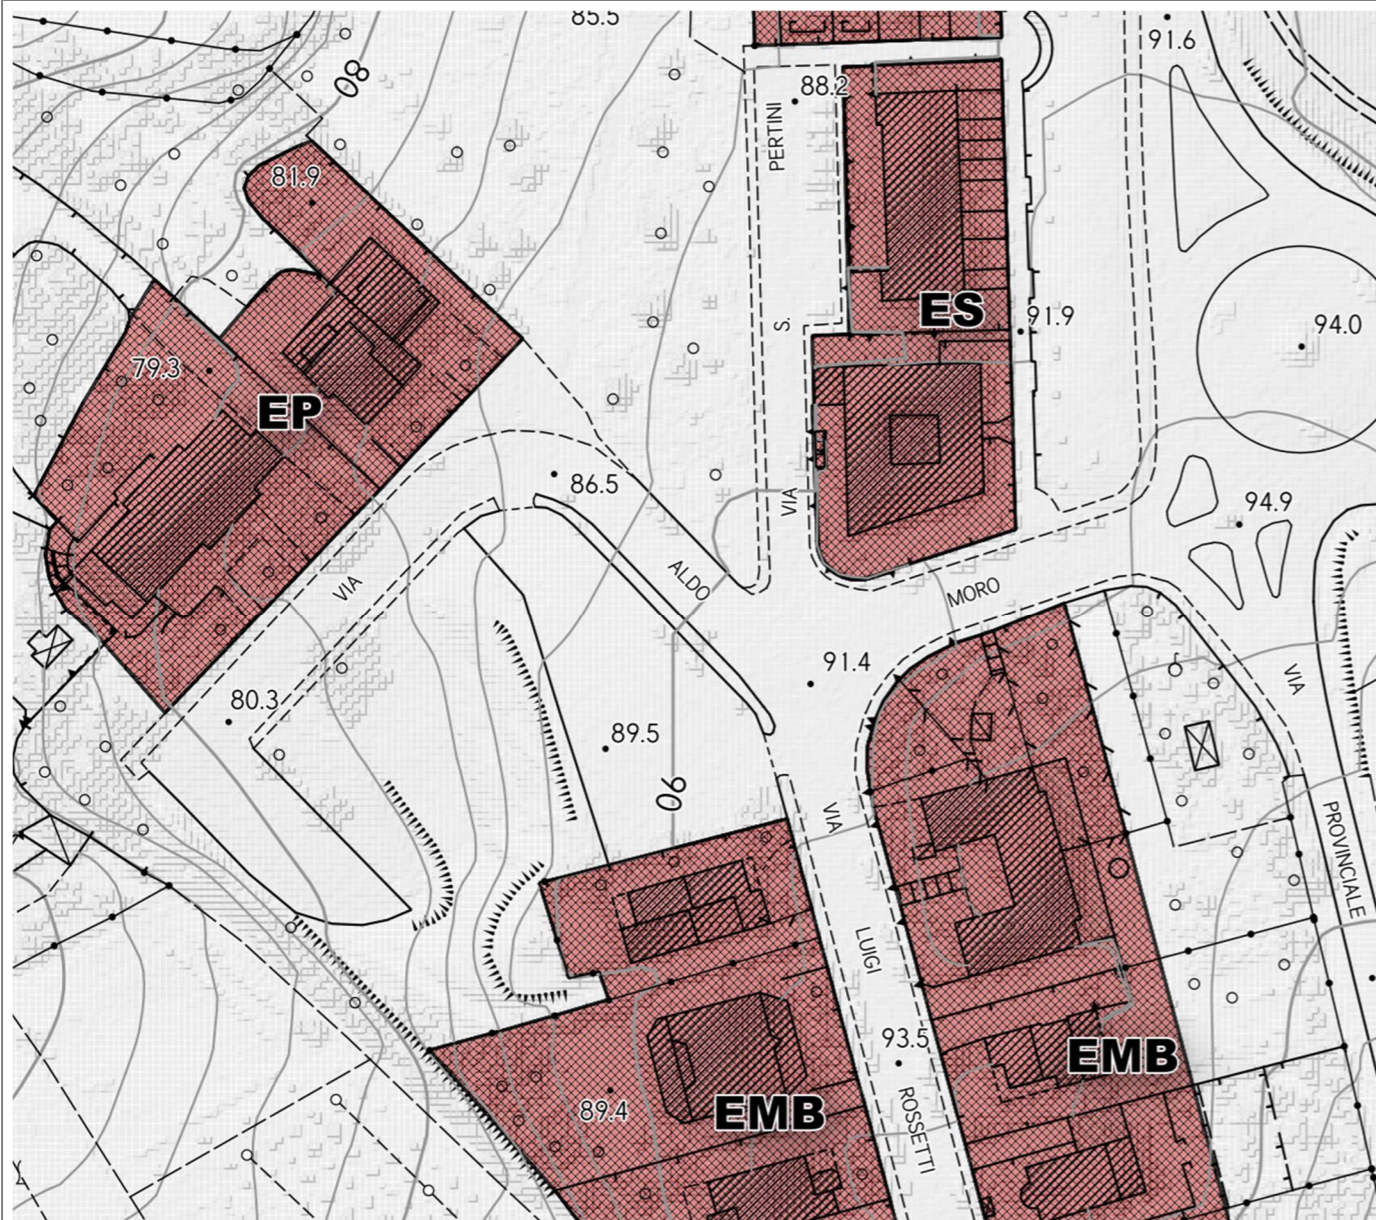 85.5
91.6
80
88.2
PERTINI
81.9
S.
ES
91.9
94.0
79.3
EP
86.5
VIA
94.9
VIA
ALDO
MORO
91.4
VIA
80.3
89.5
90
VIA
PROVINCIALE
LUIGI
93.5
EMB
89.4
EMB
ROSSETTI